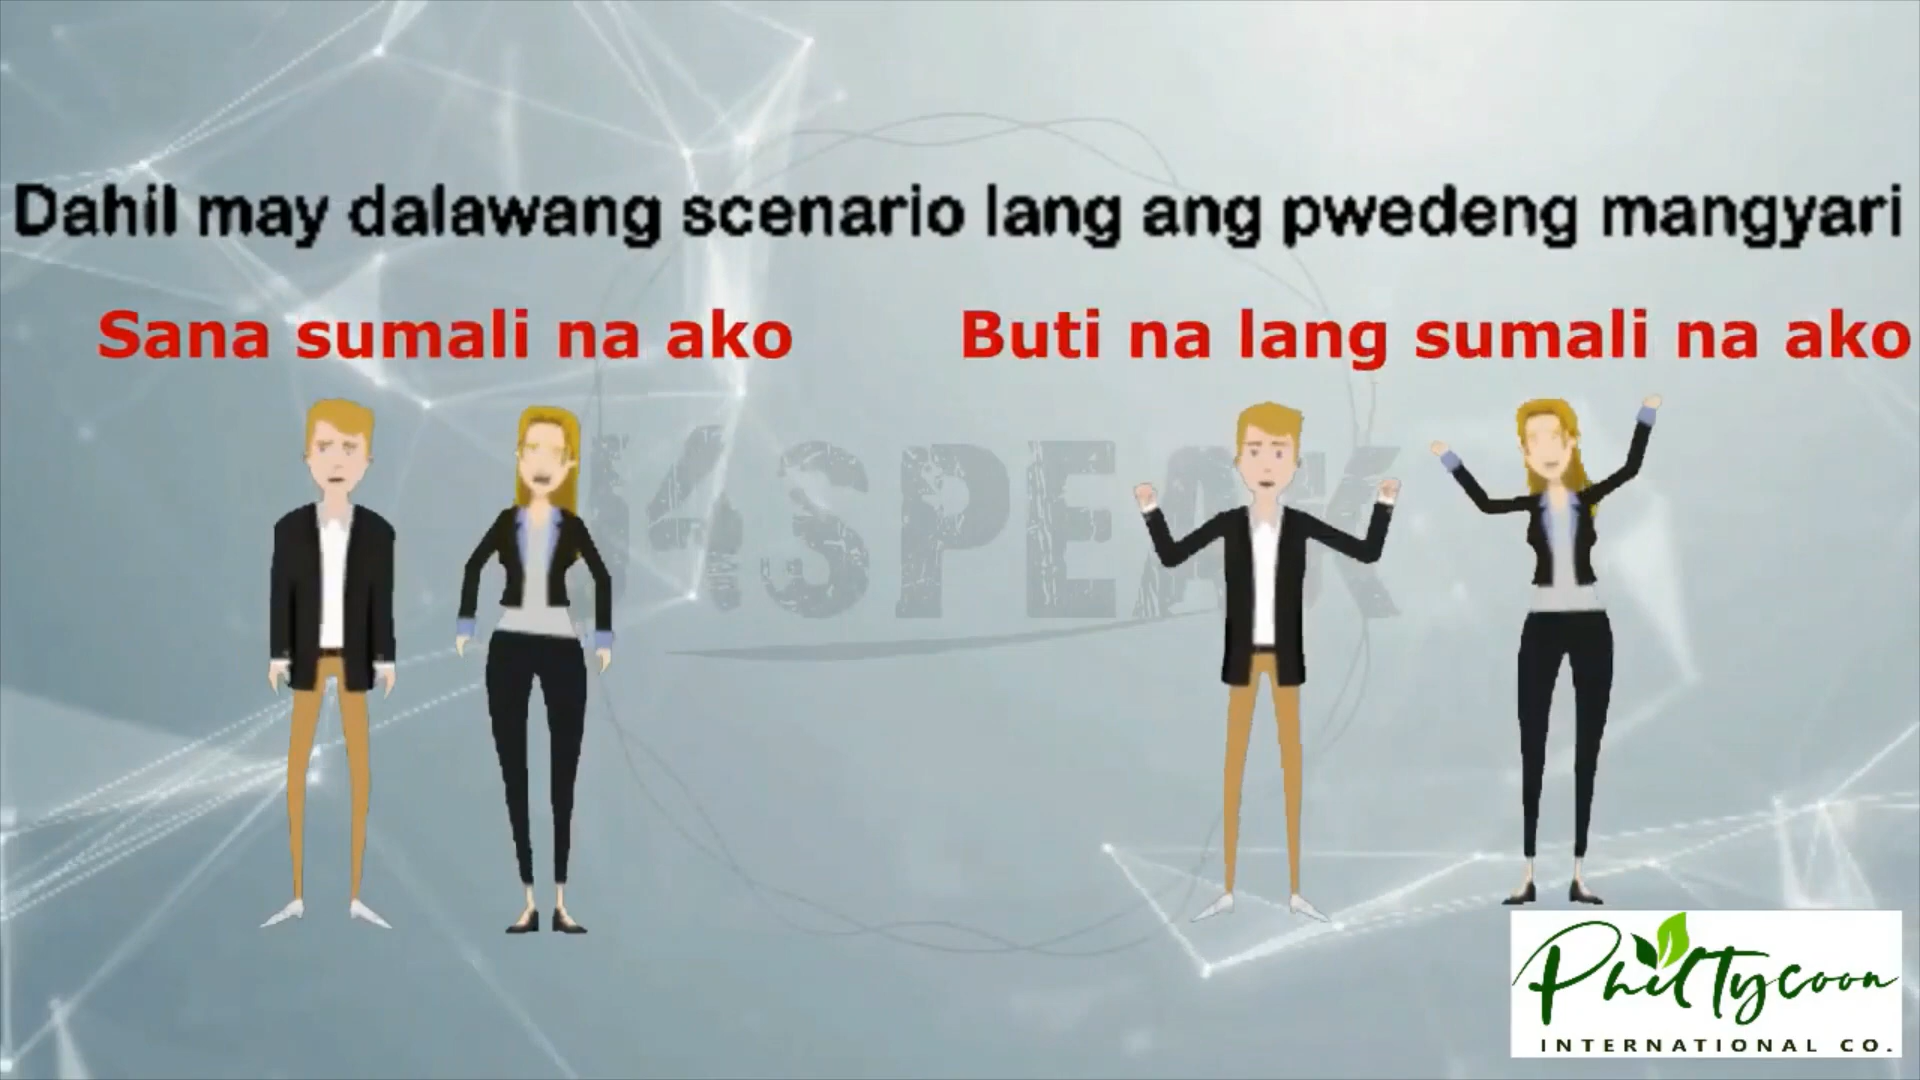 Dahil may dalawang scenario lang ang pwedeng mangyari
Sana sumali na ako
Buti na lang sumali na ako
SPEAK
PhilTycoon
INTERNATIONAL CO.